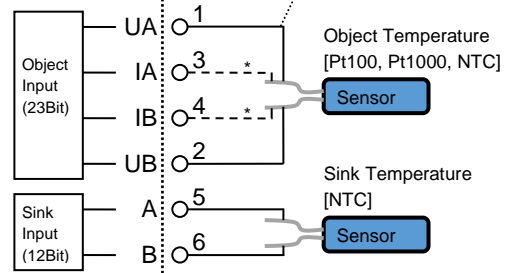 UA 1
Object Temperature
[Pt100, Pt1000, NTC]
Object
Input
(23Bit)
IA 3 *
Sensor
IB 4 *
UB 2
Sink Temperature
[NTC]
Sink
Input
(12Bit)
A 5
Sensor
B 6